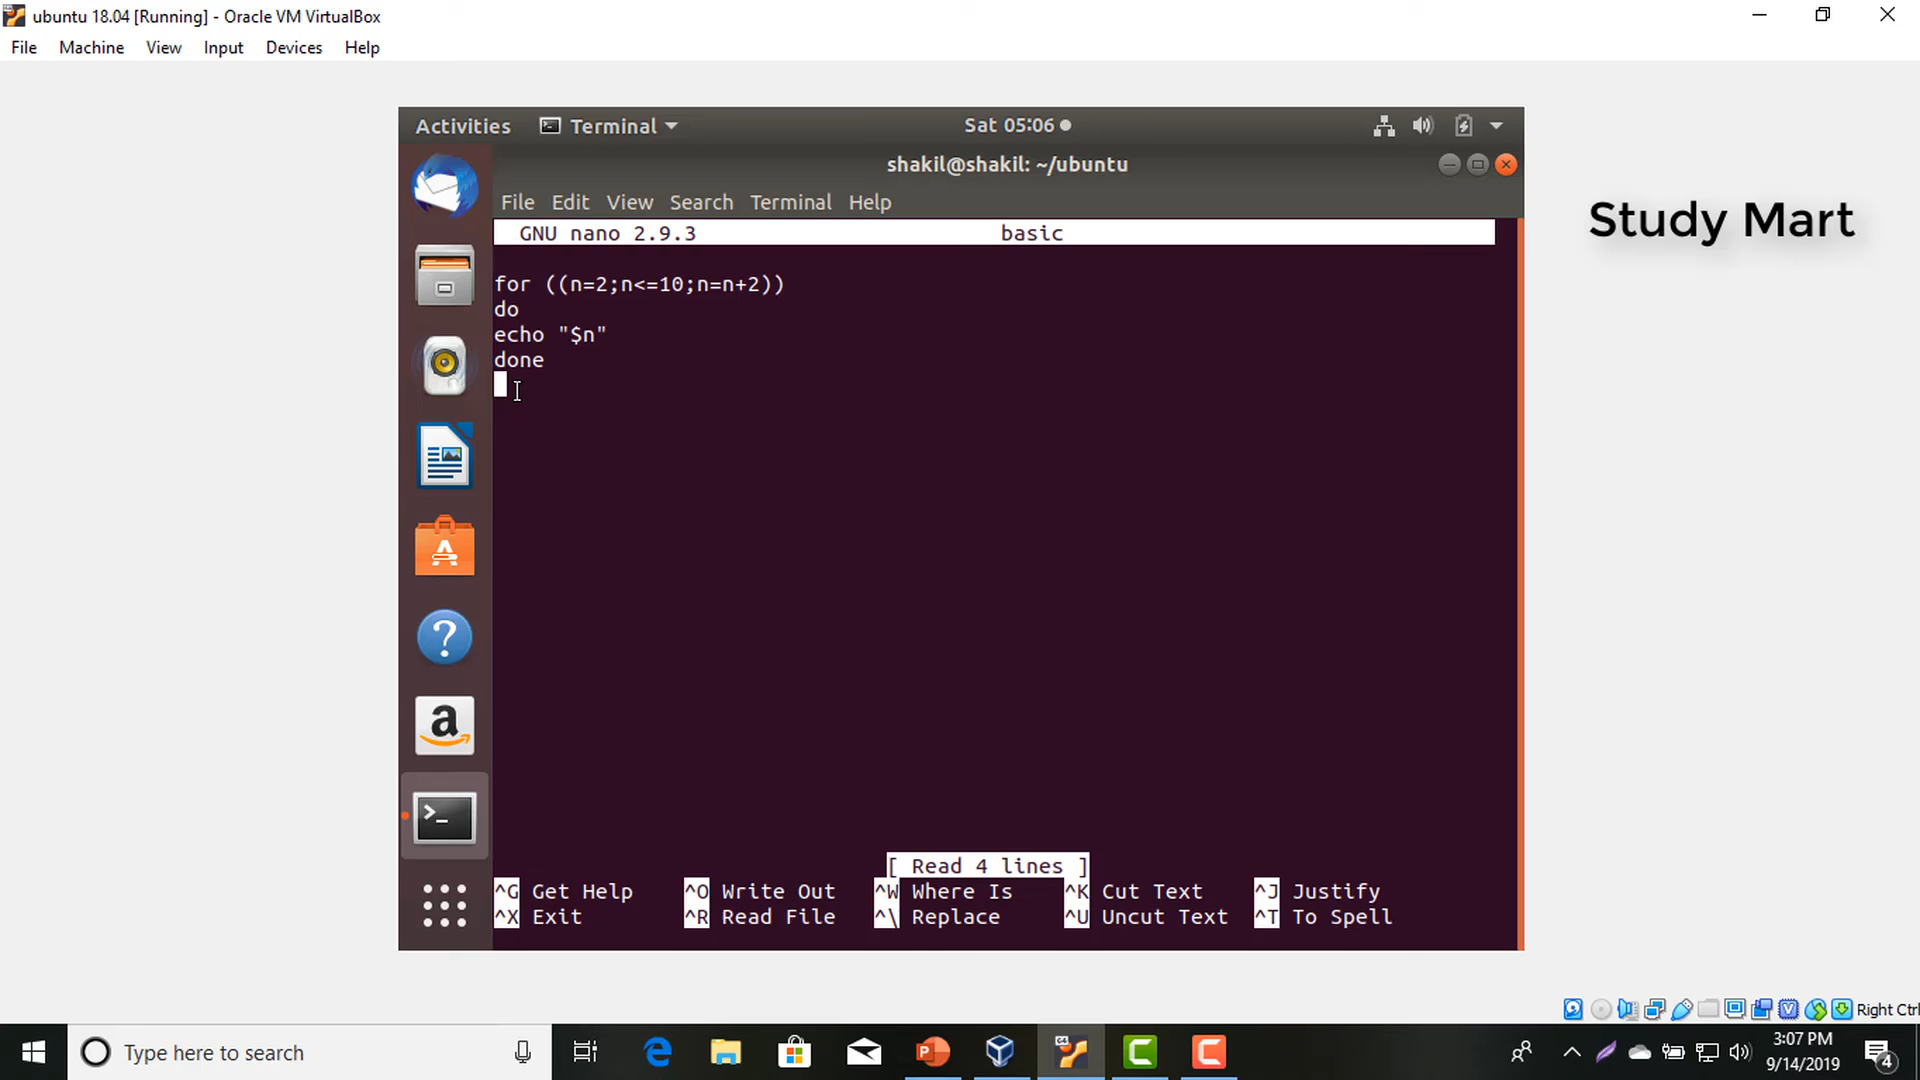 ubuntu 18.04 [Running] - Oracle VM VirtualBox
File Machine View Input Devices Help
Activities Terminal Sat 05:06
shakil@shakil: ~/ubuntu
File Edit View Search Terminal Help
Study Mart
GNU nano 2.9.3 basic
for ((n=2;n<=10;n=n+2))
do
echo "$n"
done
[ Read 4 lines ]
^G Get Help ^O Write Out ^W Where Is ^K Cut Text ^J Justify
^X Exit ^R Read File ^\ Replace ^U Uncut Text ^T To Spell
Right Ctrl
Type here to search
3:07 PM
9/14/2019
4